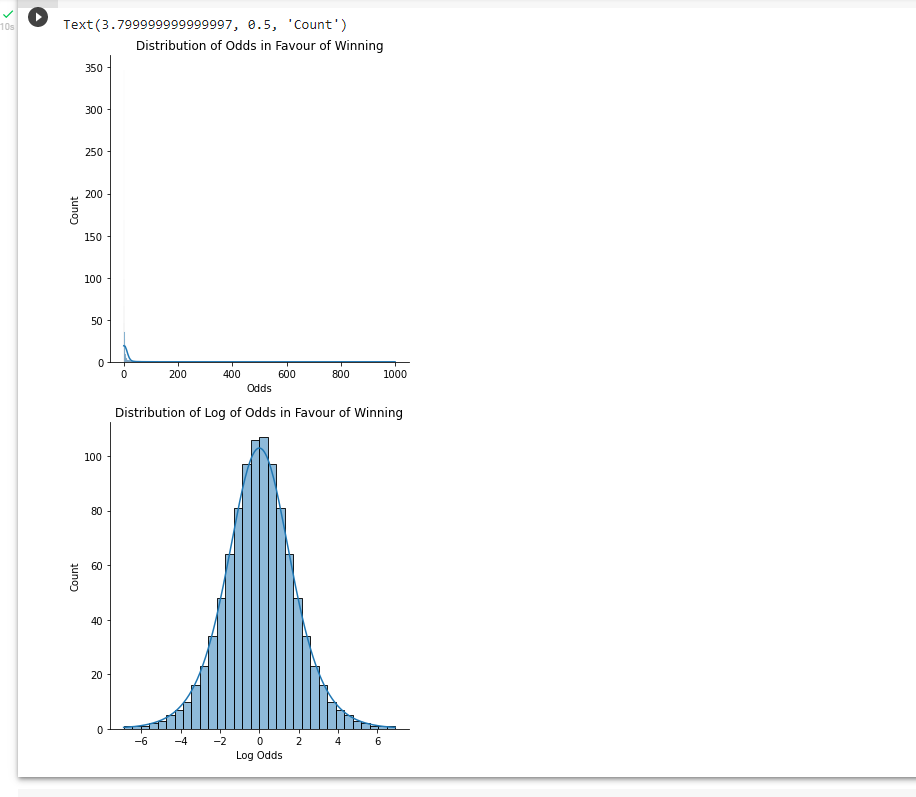 10s
Text(3.799999999999997, 0.5, 'Count')
Distribution of Odds in Favour of Winning
350
300
250
200
150
100
50
0
Count
0 200 400 600 800 1000
Odds
Distribution of Log of Odds in Favour of Winning
100
80
60
40
20
0
Count
−6 −4 −2 0 2 4 6
Log Odds